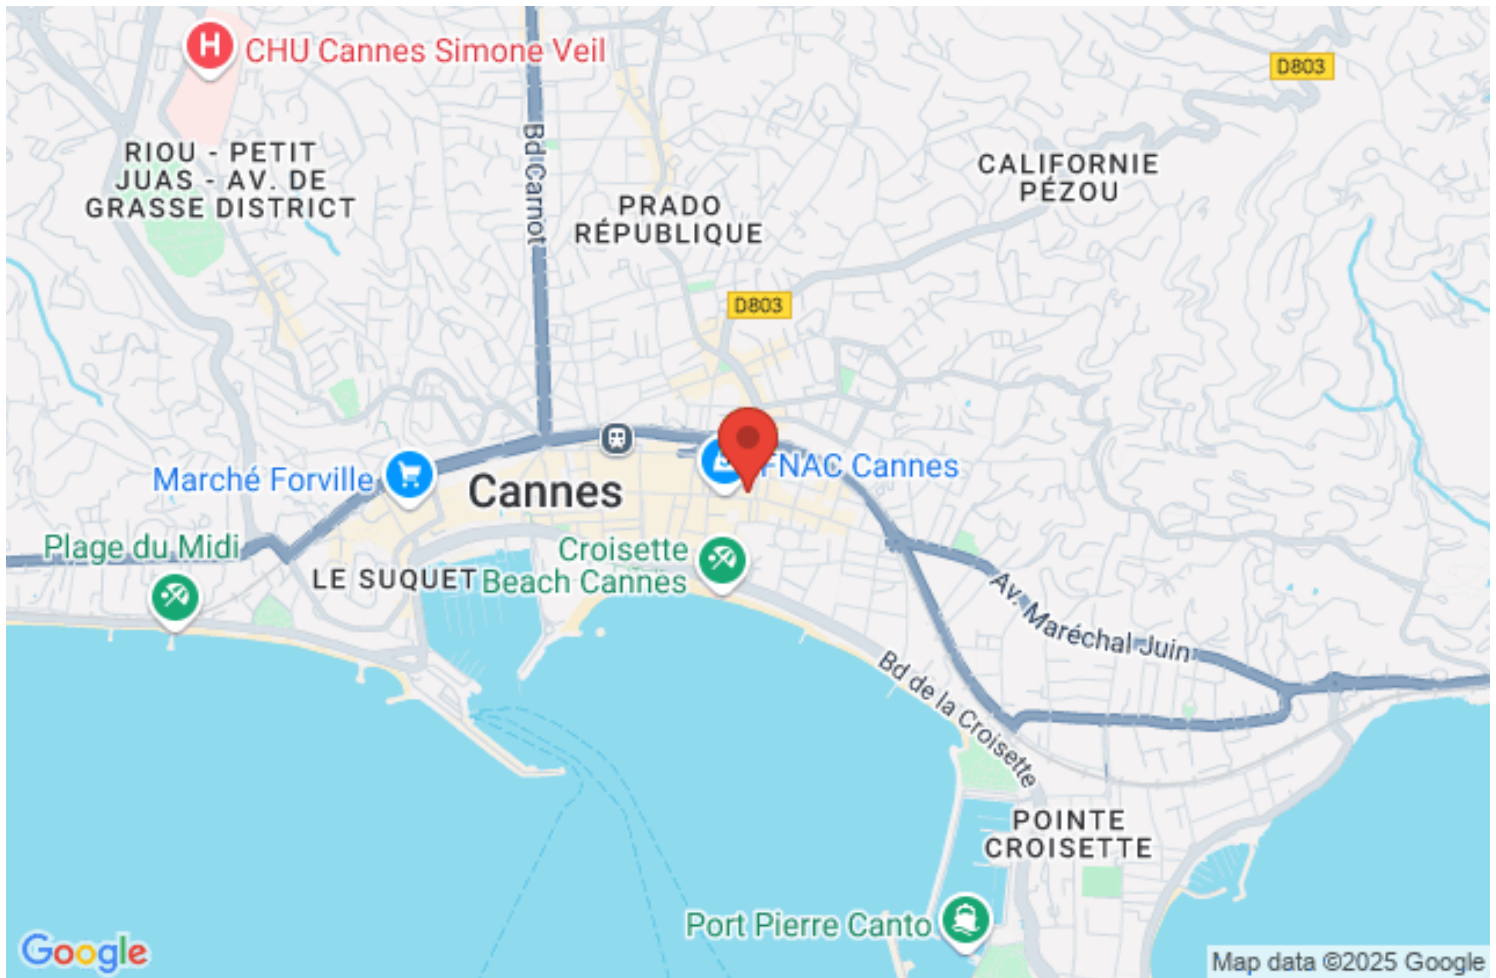 CHU Cannes Simone Veil
D803
RIOU - PETIT
JUAS - AV. DE
GRASSE DISTRICT
Bd Carnot
CALIFORNIE
PÉZOU
PRADO
RÉPUBLIQUE
D803
Marché Forville
Cannes
FNAC Cannes
Plage du Midi
LE SUQUET
Croisette
Beach Cannes
Av. Maréchal Juin
Bd de la Croisette
POINTE
CROISETTE
Port Pierre Canto
Google
Map data ©2025 Google